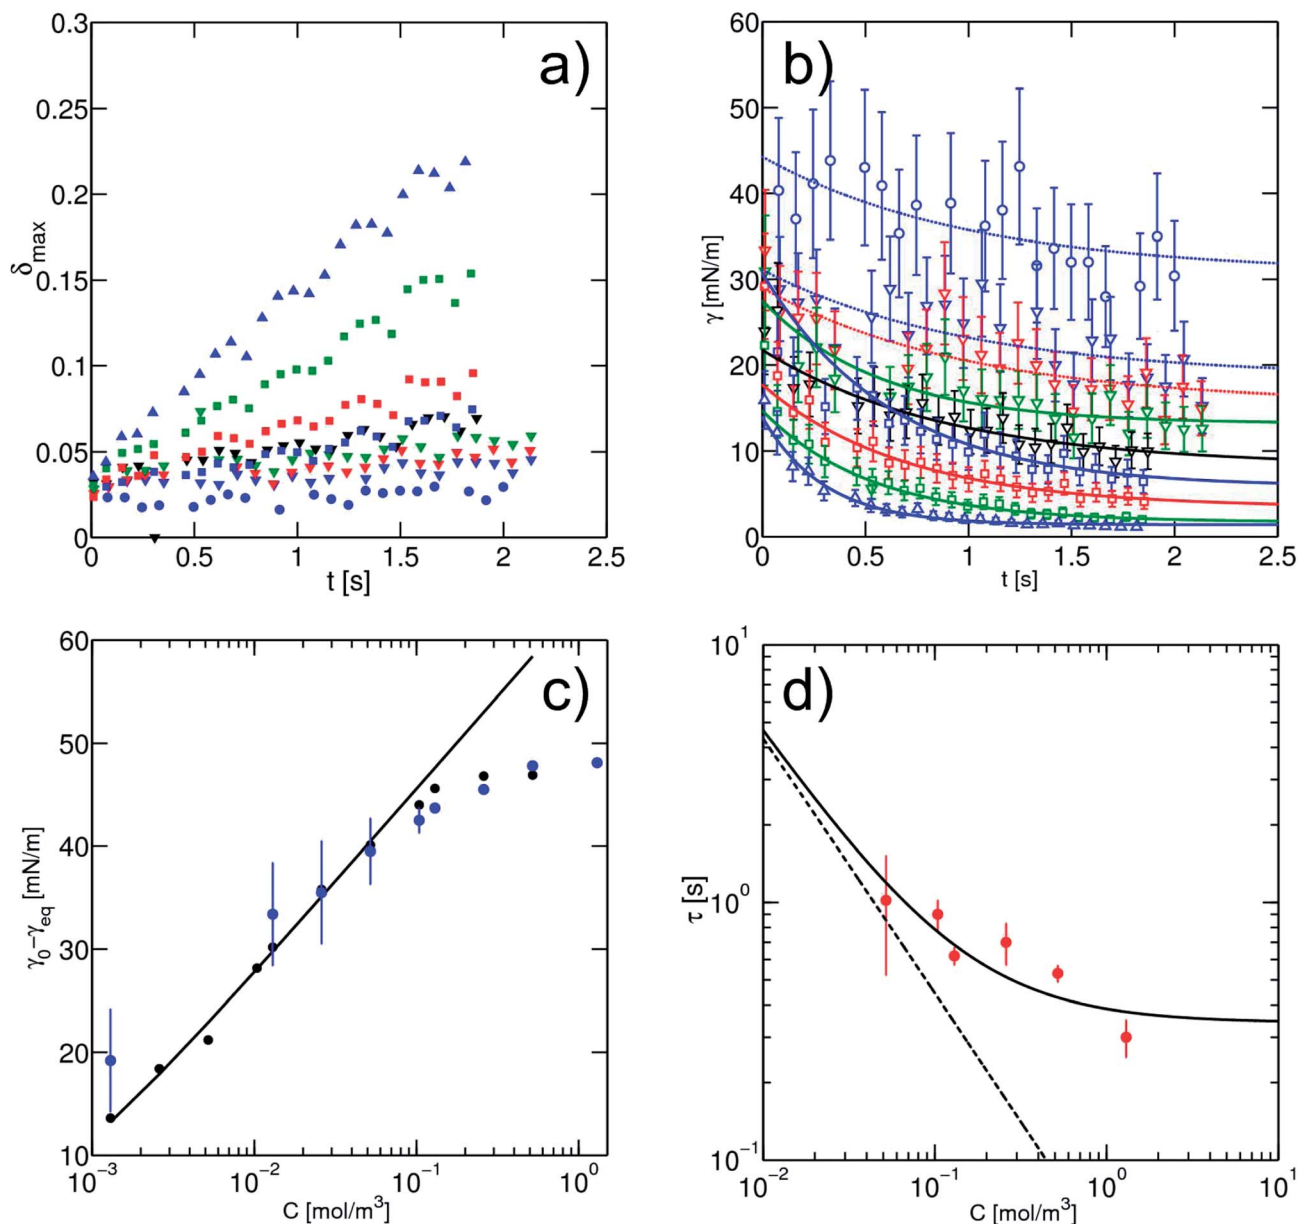 a)
0.3
0.25
0.2
0.15
0.1
0.05
0
δmax
0 0.5 1 1.5 2 2.5
t [s]
b)
60
50
40
30
20
10
0
γ [mN/m]
0 0.5 1 1.5 2 2.5
t [s]
c)
60
50
40
30
20
10
γ0−γeq [mN/m]
10−3 10−2 10−1 100
C [mol/m3]
d)
101
100
10−1
τ [s]
10−2 10−1 100 101
C [mol/m3]